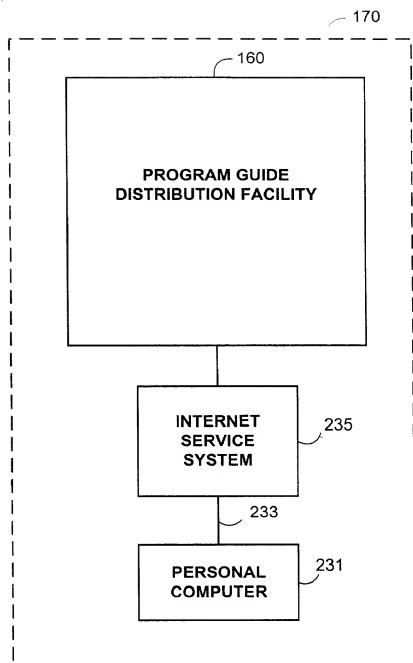 170
160
PROGRAM GUIDE
DISTRIBUTION FACILITY
INTERNET
SERVICE
SYSTEM
235
233
PERSONAL
COMPUTER
231